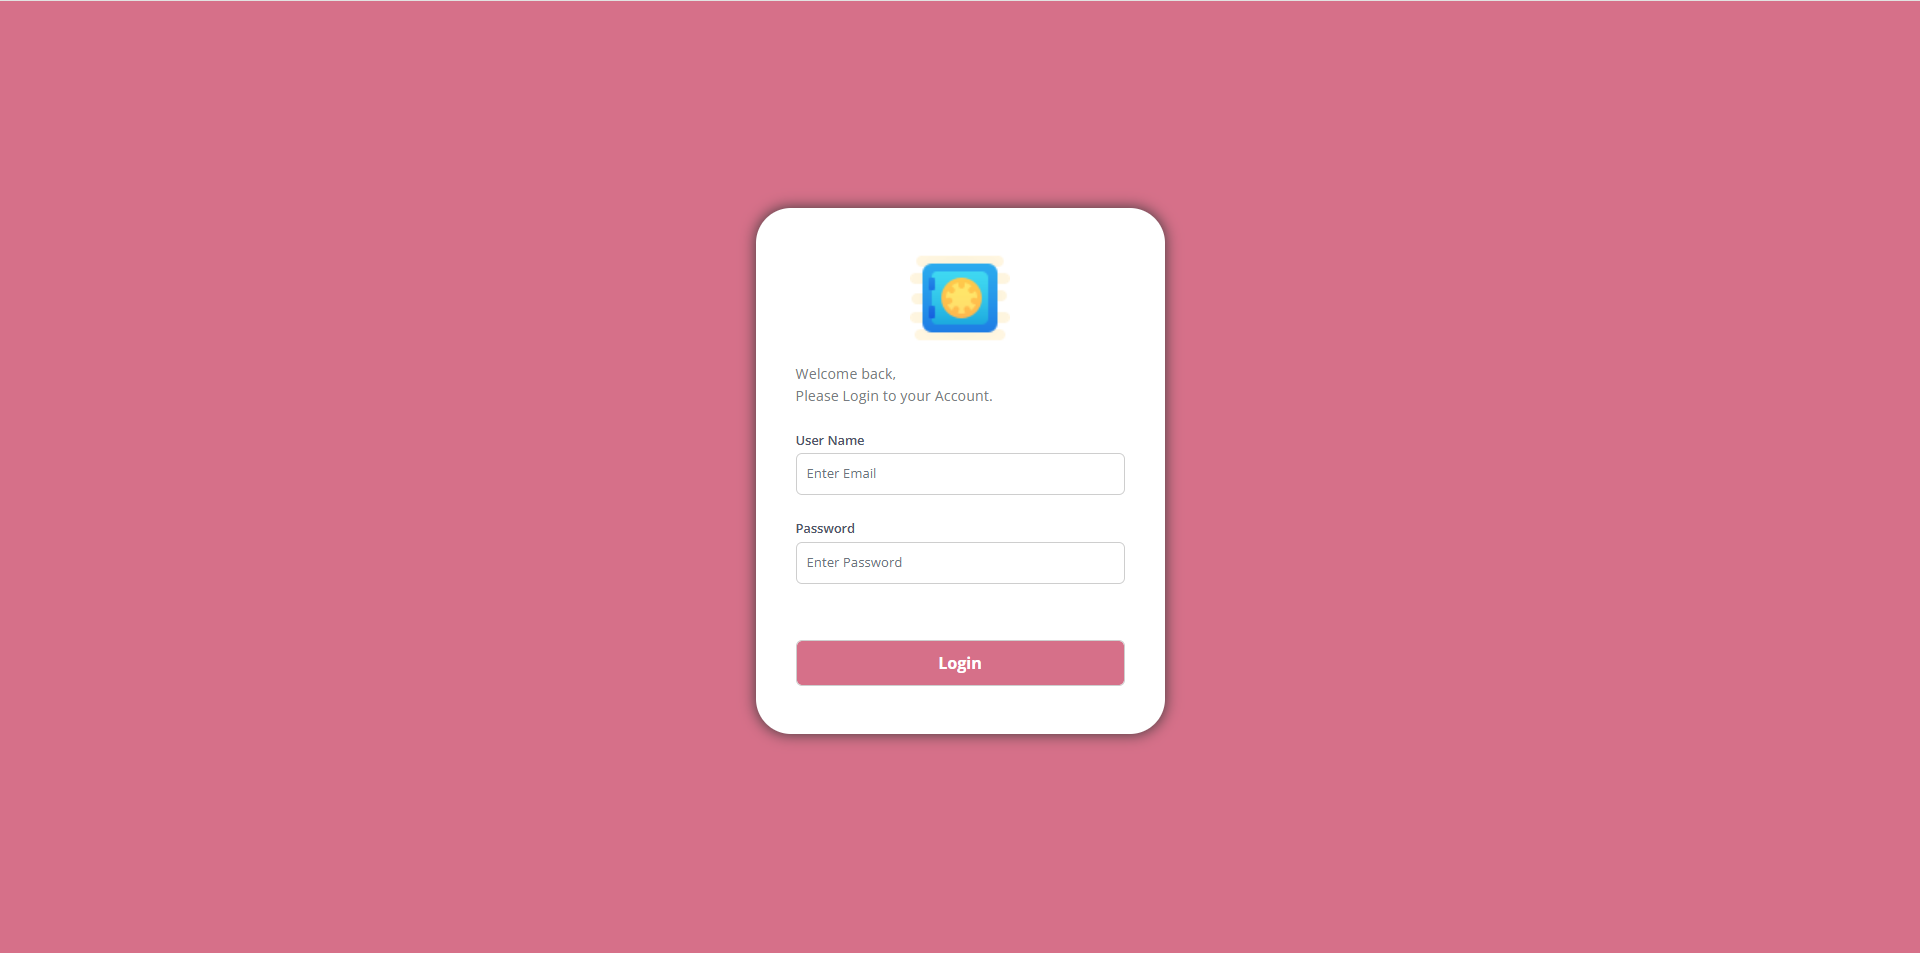 Welcome back,
Please Login to your Account.
User Name
Enter Email
Password
Enter Password
Login